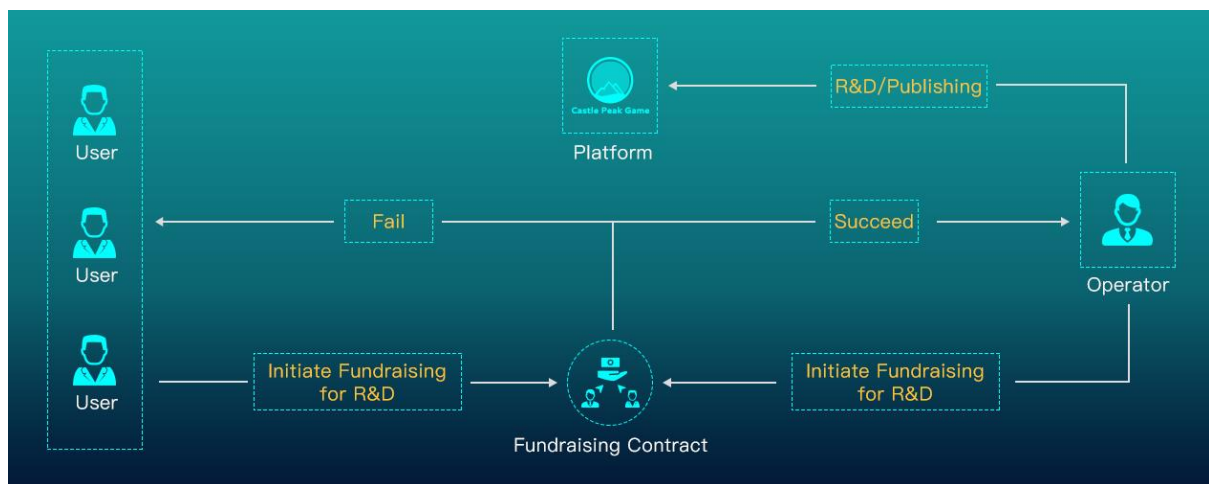 Castle Peak Game
R&D/Publishing
User
Platform
Fail
Succeed
User
Operator
Initiate Fundraising
for R&D
Initiate Fundraising
for R&D
User
Fundraising Contract